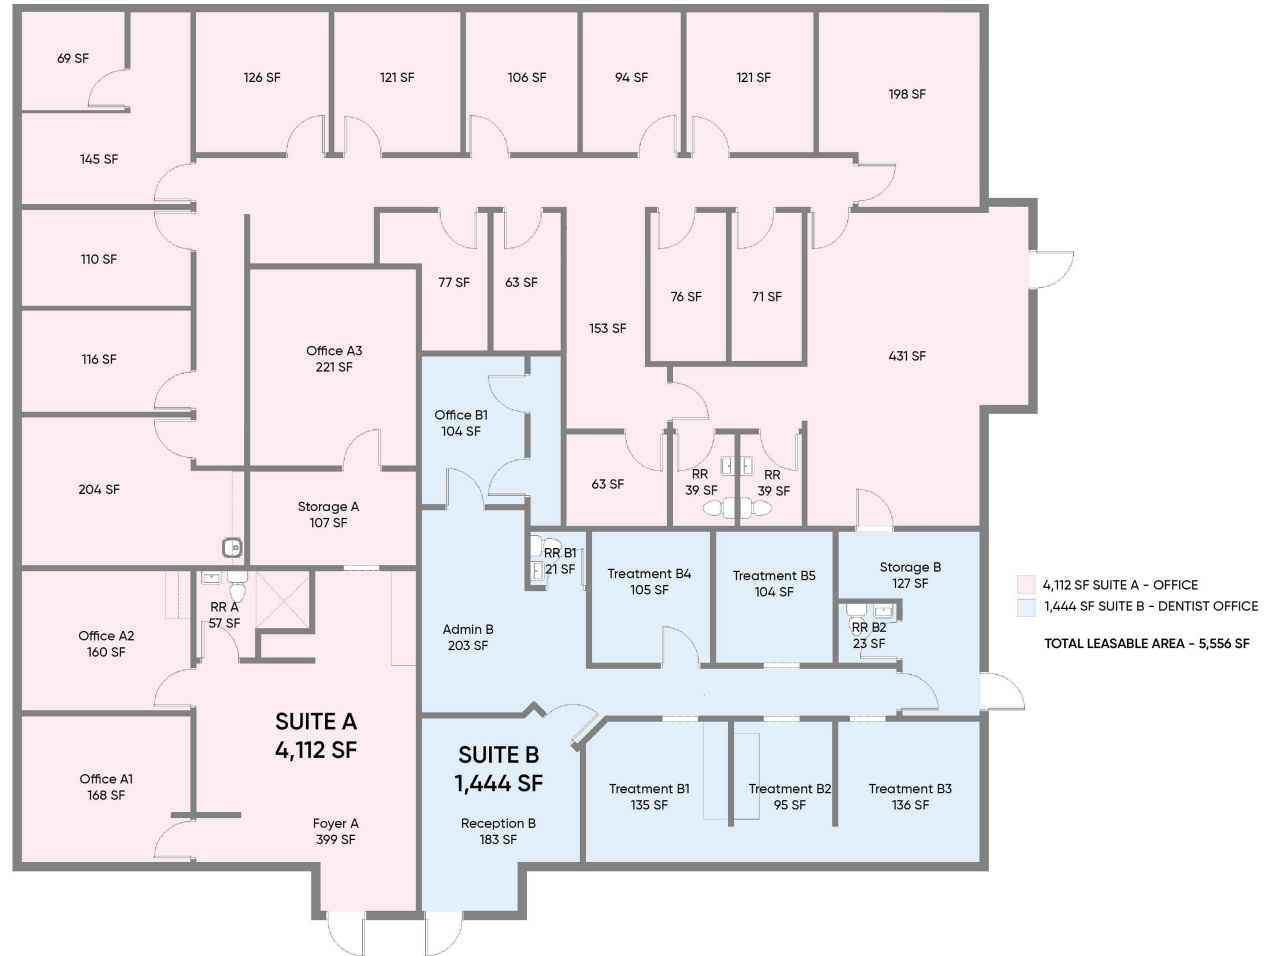 69 SF
126 SF
121 SF
106 SF
94 SF
121 SF
198 SF
145 SF
110 SF
77 SF
63 SF
76 SF
71 SF
153 SF
116 SF
Office A3
221 SF
431 SF
Office B1
104 SF
204 SF
Storage A
107 SF
63 SF
RR
39 SF
RR
39 SF
RR B1
21 SF
Treatment B4
105 SF
Treatment B5
104 SF
Storage B
127 SF
4,112 SF SUITE A - OFFICE
1,444 SF SUITE B - DENTIST OFFICE
TOTAL LEASABLE AREA - 5,556 SF
Office A2
160 SF
RR A
57 SF
Admin B
203 SF
RR B2
23 SF
SUITE A
4,112 SF
SUITE B
1,444 SF
Office A1
168 SF
Foyer A
399 SF
Reception B
183 SF
Treatment B1
135 SF
Treatment B2
95 SF
Treatment B3
136 SF